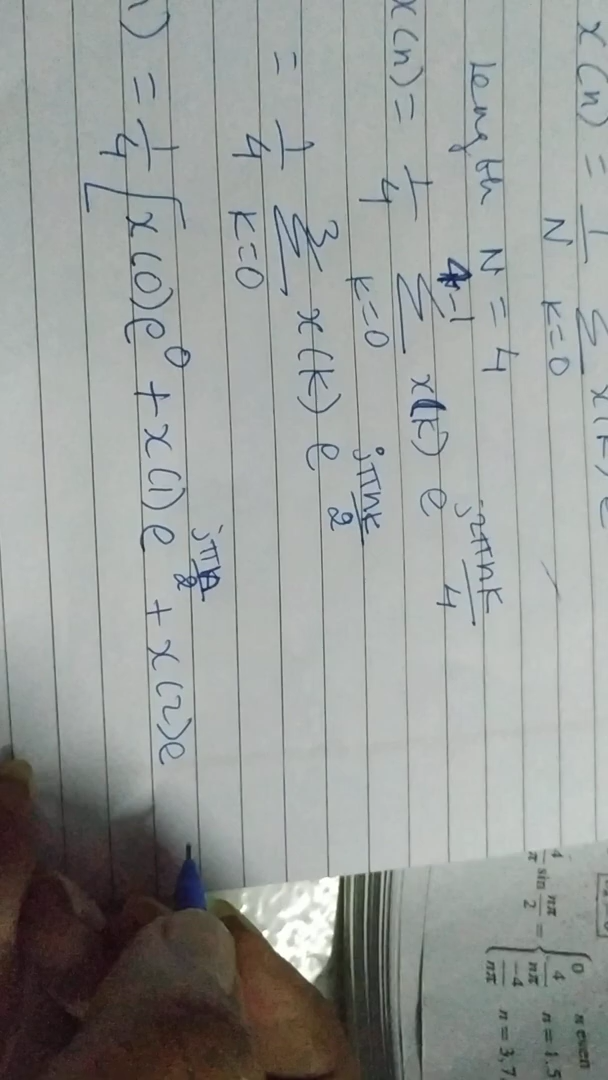 x(n) = 1/N Σ k=0 x(k) e
Length N = 4
x(n) = 1/4 Σ_{k=0}^{4-1} x(k) e^{j2πnk/4}
= 1/4 Σ_{k=0}^{3} x(k) e^{jπnk/2}
) = 1/4 [x(0)e^0 + x(1)e^{jπn/2} + x(2)e
4/π sin nπ/2 = { 0 n even
4/nπ n = 1,5
-4/nπ n = 3,7